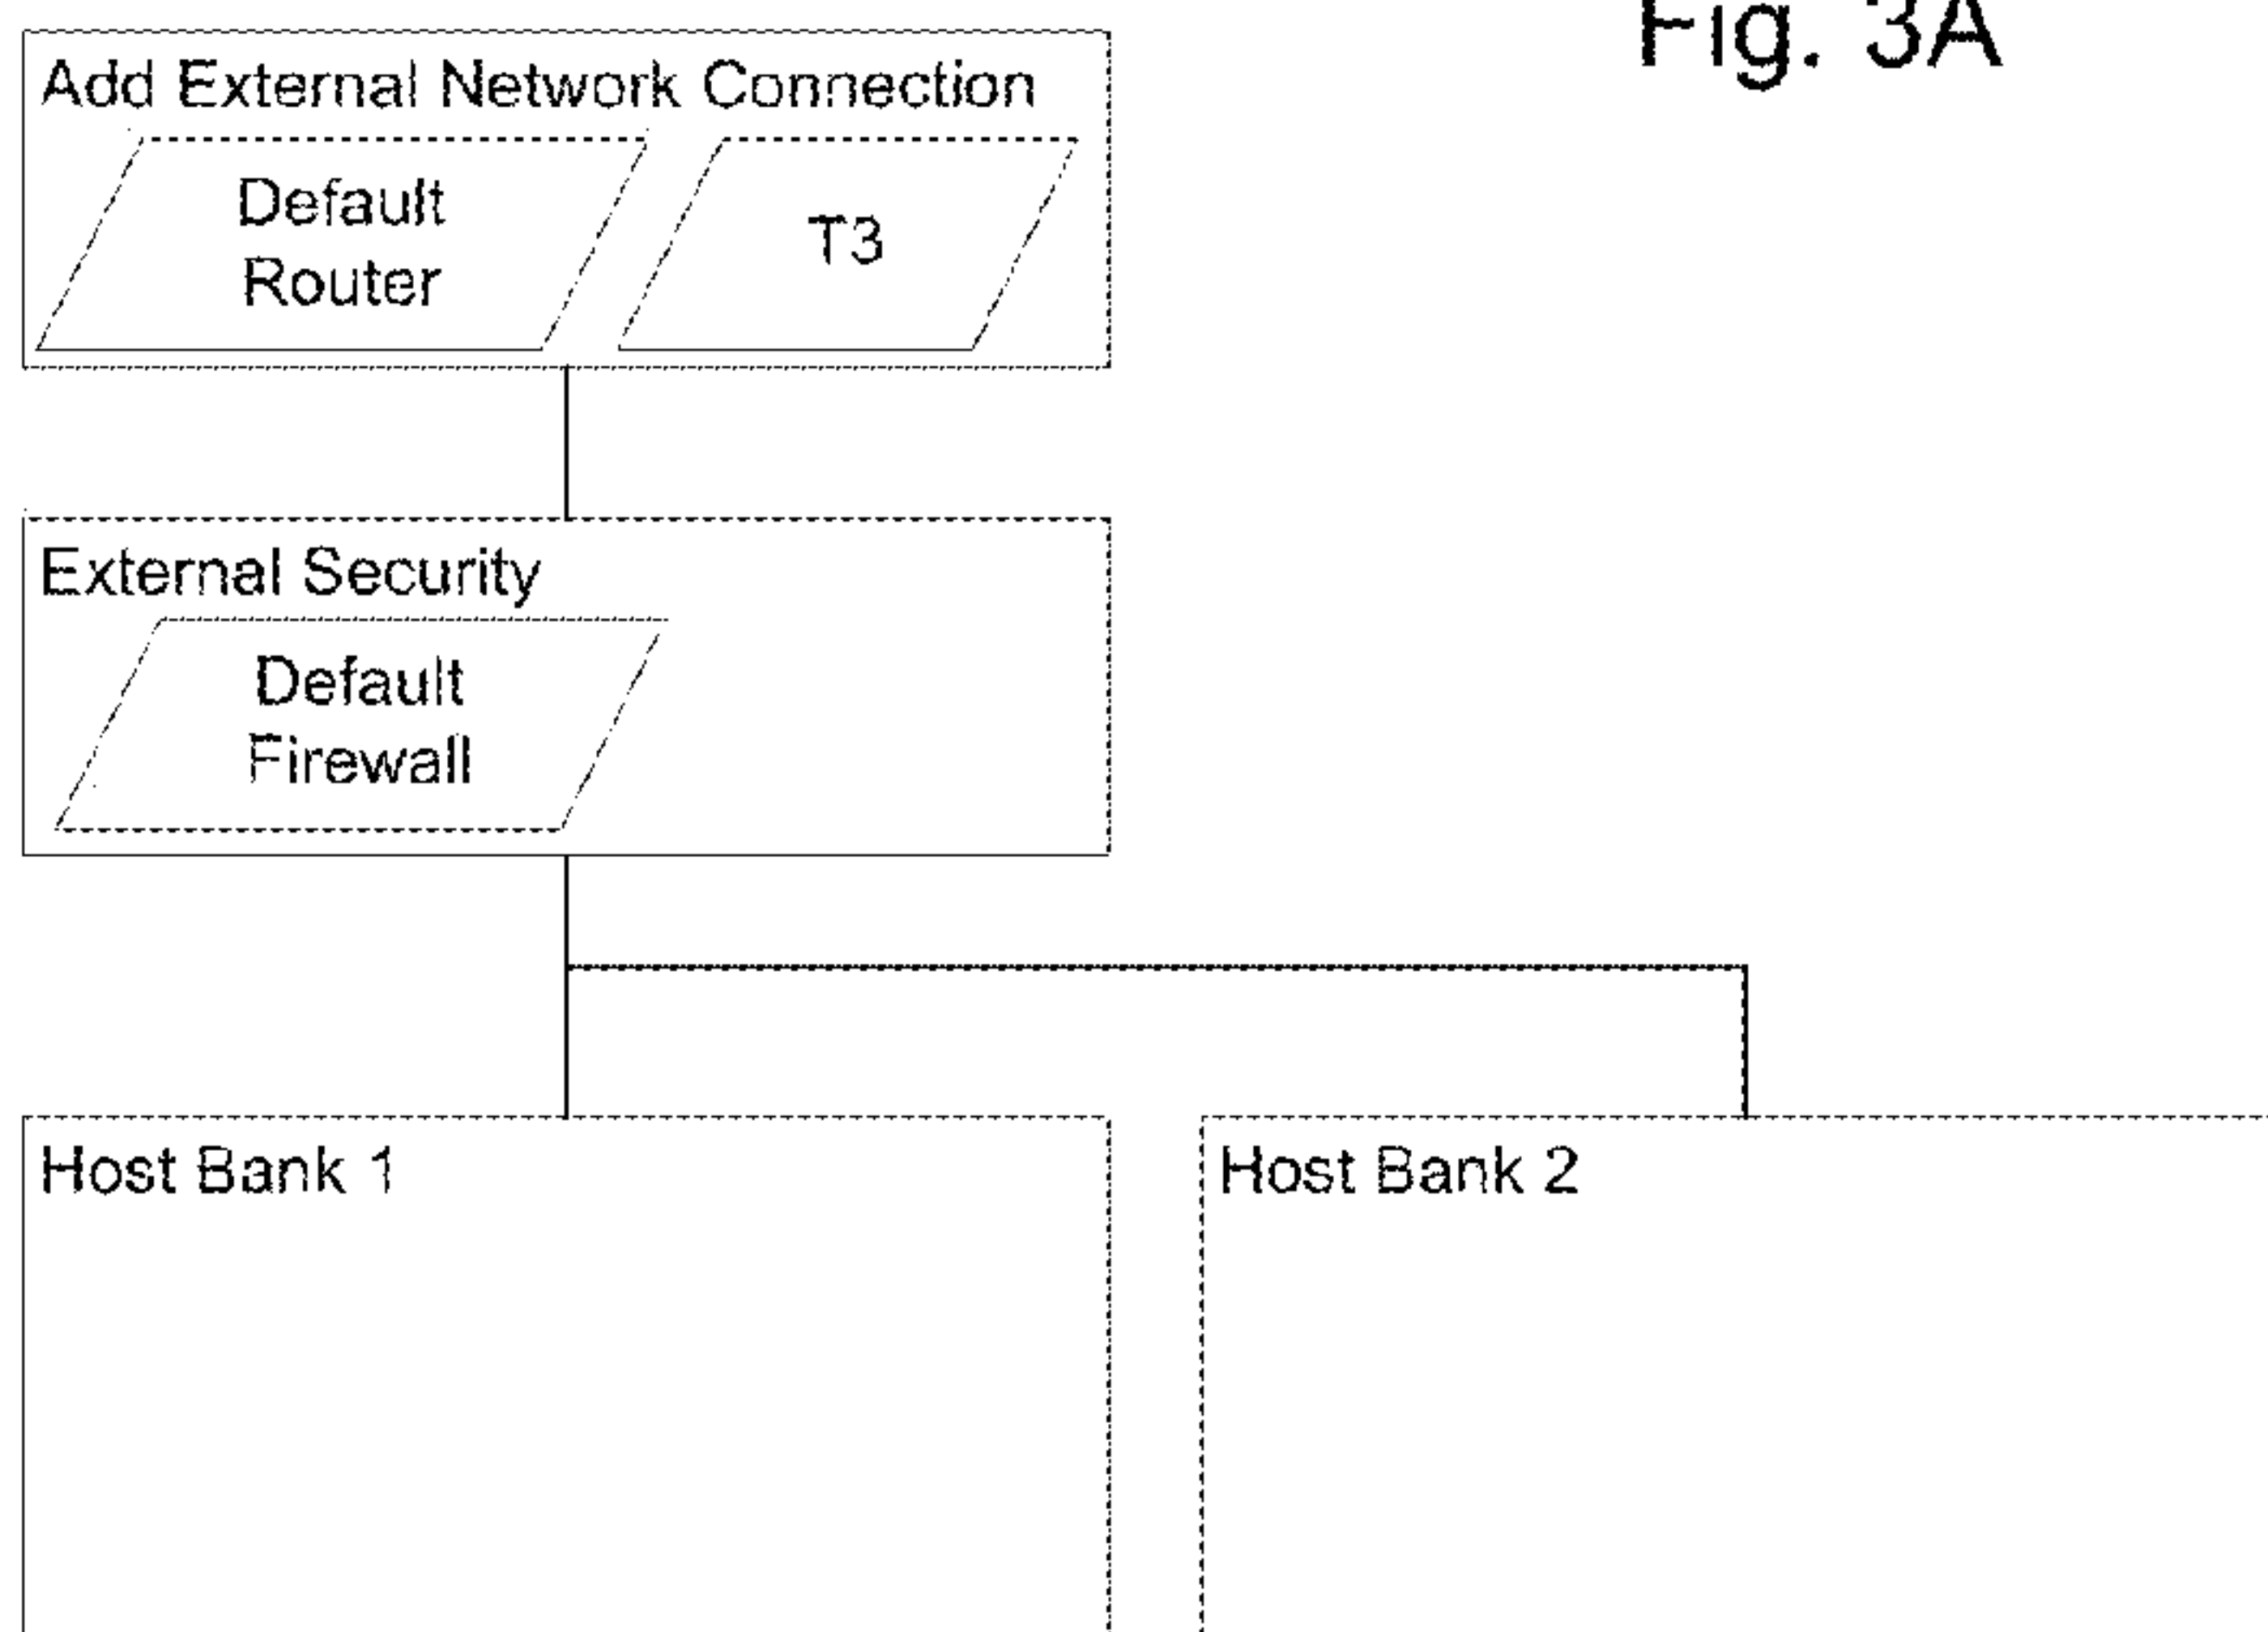 Fig. 3A
Add External Network Connection
Default
Router
T3
External Security
Default
Firewall
Host Bank 1
Host Bank 2